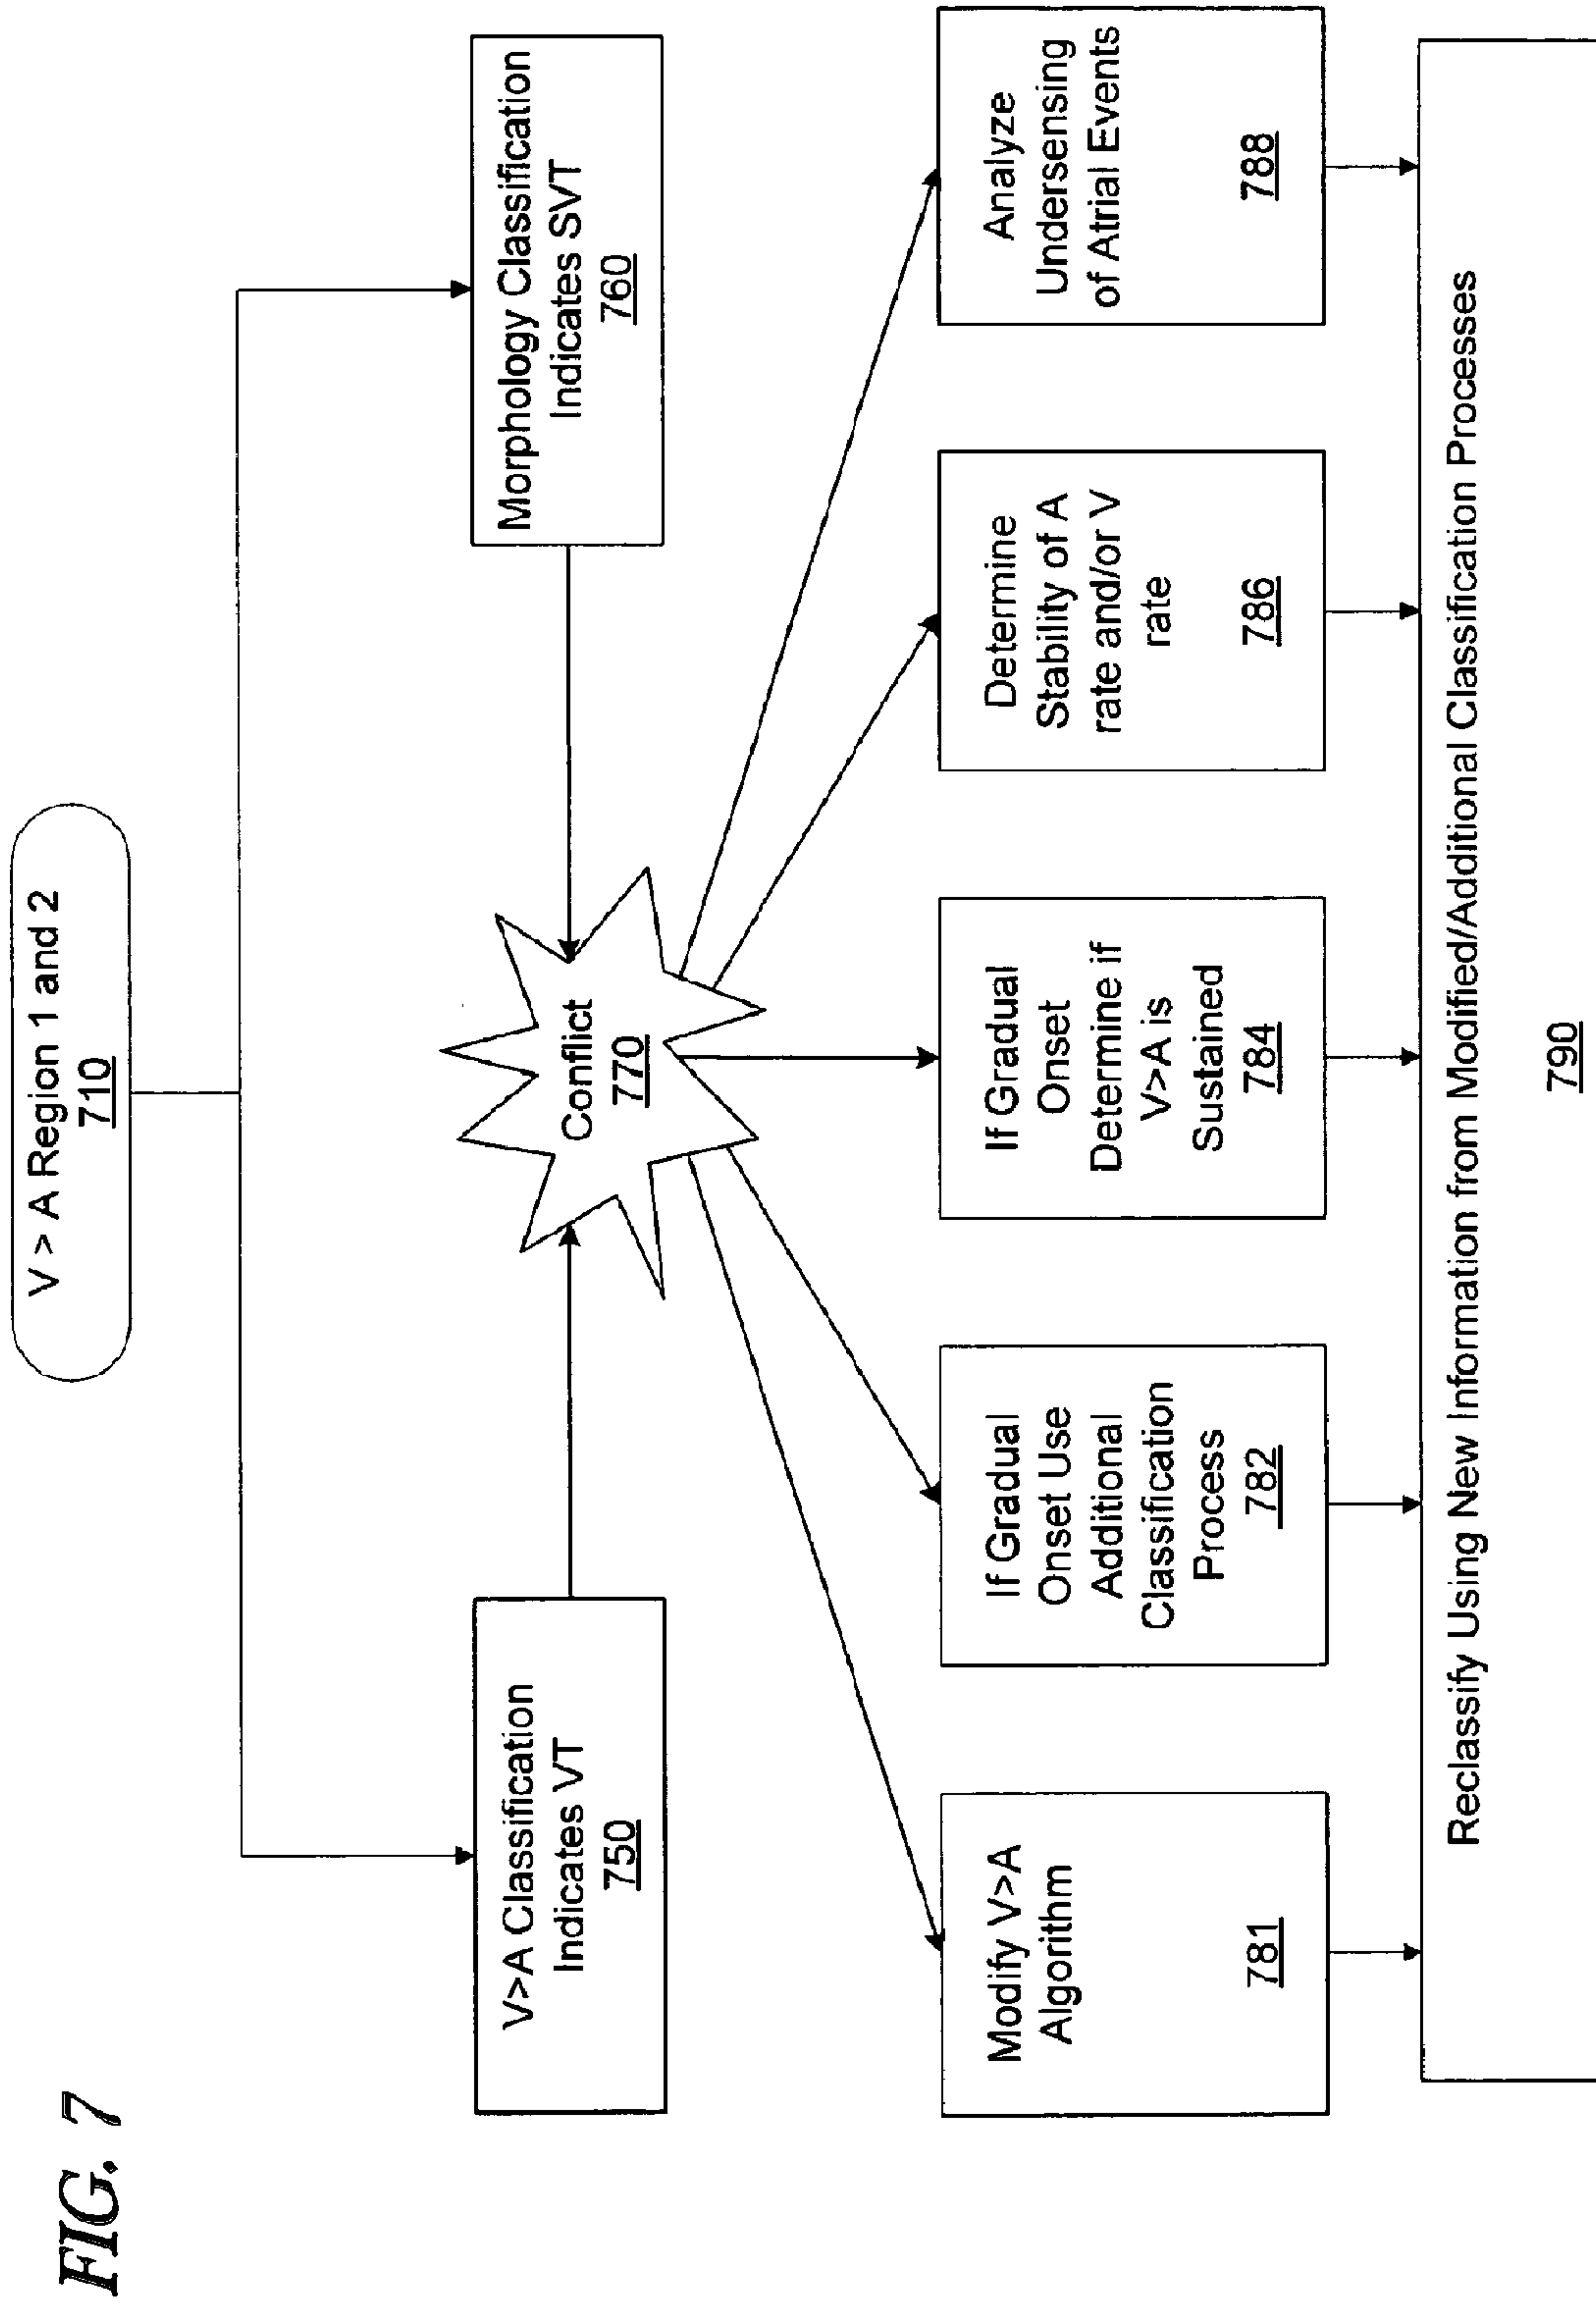 FIG. 7
V > A Region 1 and 2
710
V>A Classification
Indicates VT
750
Morphology Classification
Indicates SVT
760
Conflict
770
Modify V>A
Algorithm
781
If Gradual
Onset Use
Additional
Classification
Process
782
If Gradual
Onset
Determine if
V>A is
Sustained
784
Determine
Stability of A
rate and/or V
rate
786
Analyze
Undersensing
of Atrial Events
788
Reclassify Using New Information from Modified/Additional Classification Processes
790